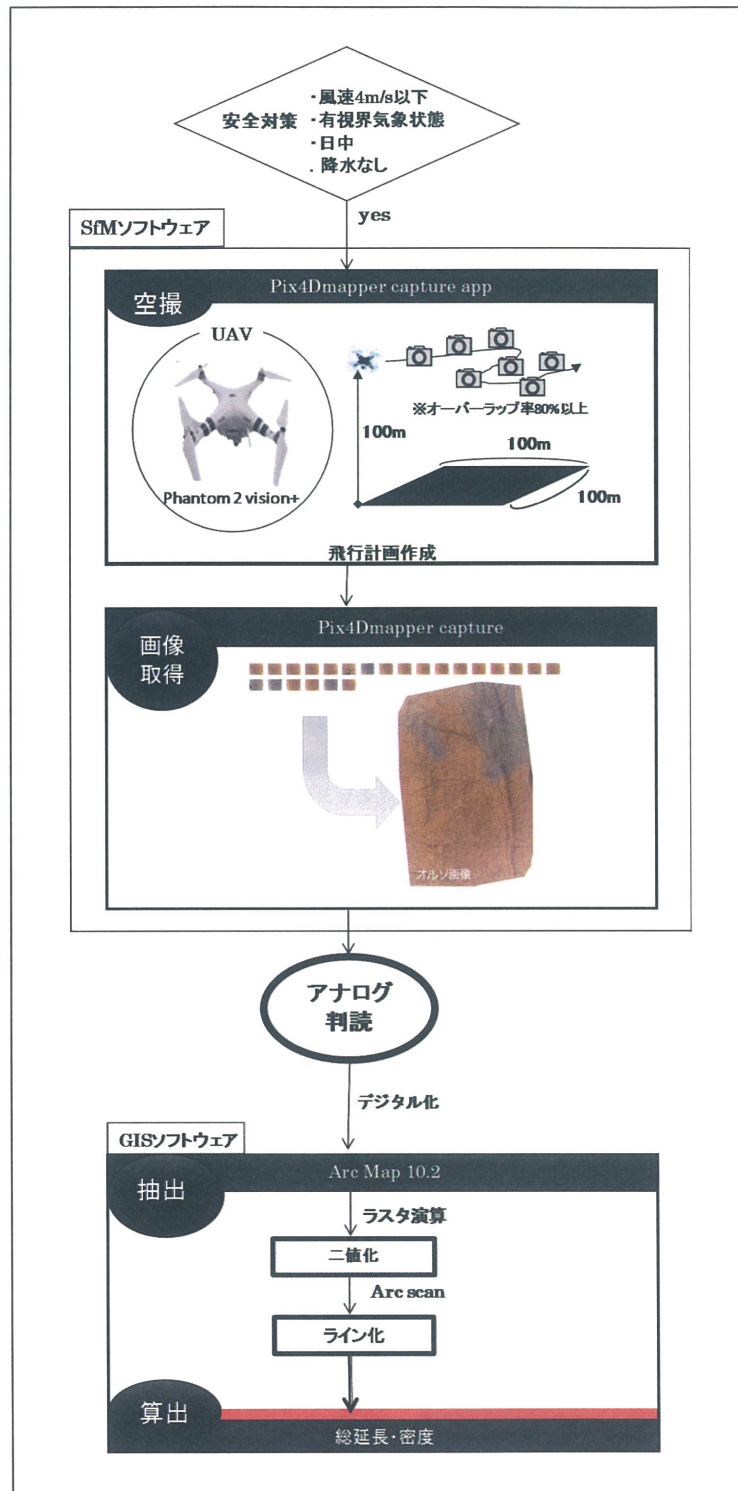 安全対策
・風速4m/s以下
・有視界気象状態
・日中
．降水なし
yes
SfMソフトウェア
Pix4Dmapper capture app
空撮
UAV
Phantom 2 vision+
※オーバーラップ率80%以上
100m
100m
100m
飛行計画作成
Pix4Dmapper capture
画像
取得
オルソ画像
アナログ
判読
デジタル化
GISソフトウェア
Arc Map 10.2
抽出
ラスタ演算
二値化
Arc scan
ライン化
算出
総延長・密度